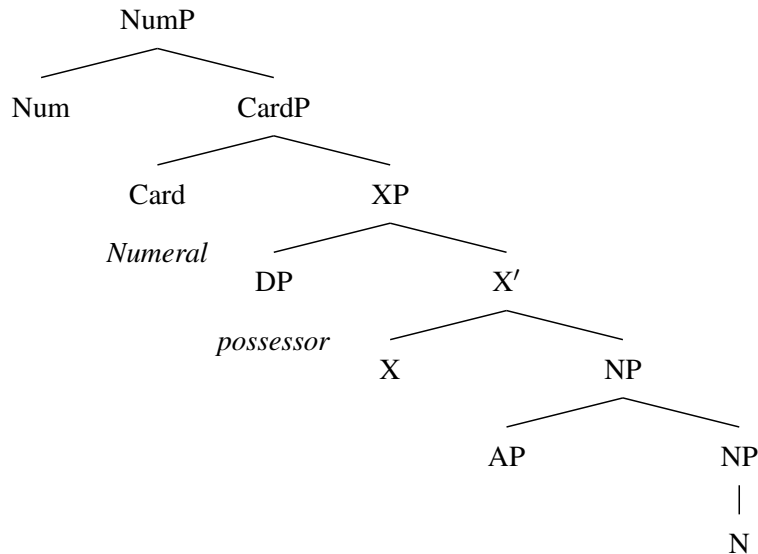 NumP
Num CardP
Card XP
Numeral
DP X′
possessor
X NP
AP NP
N